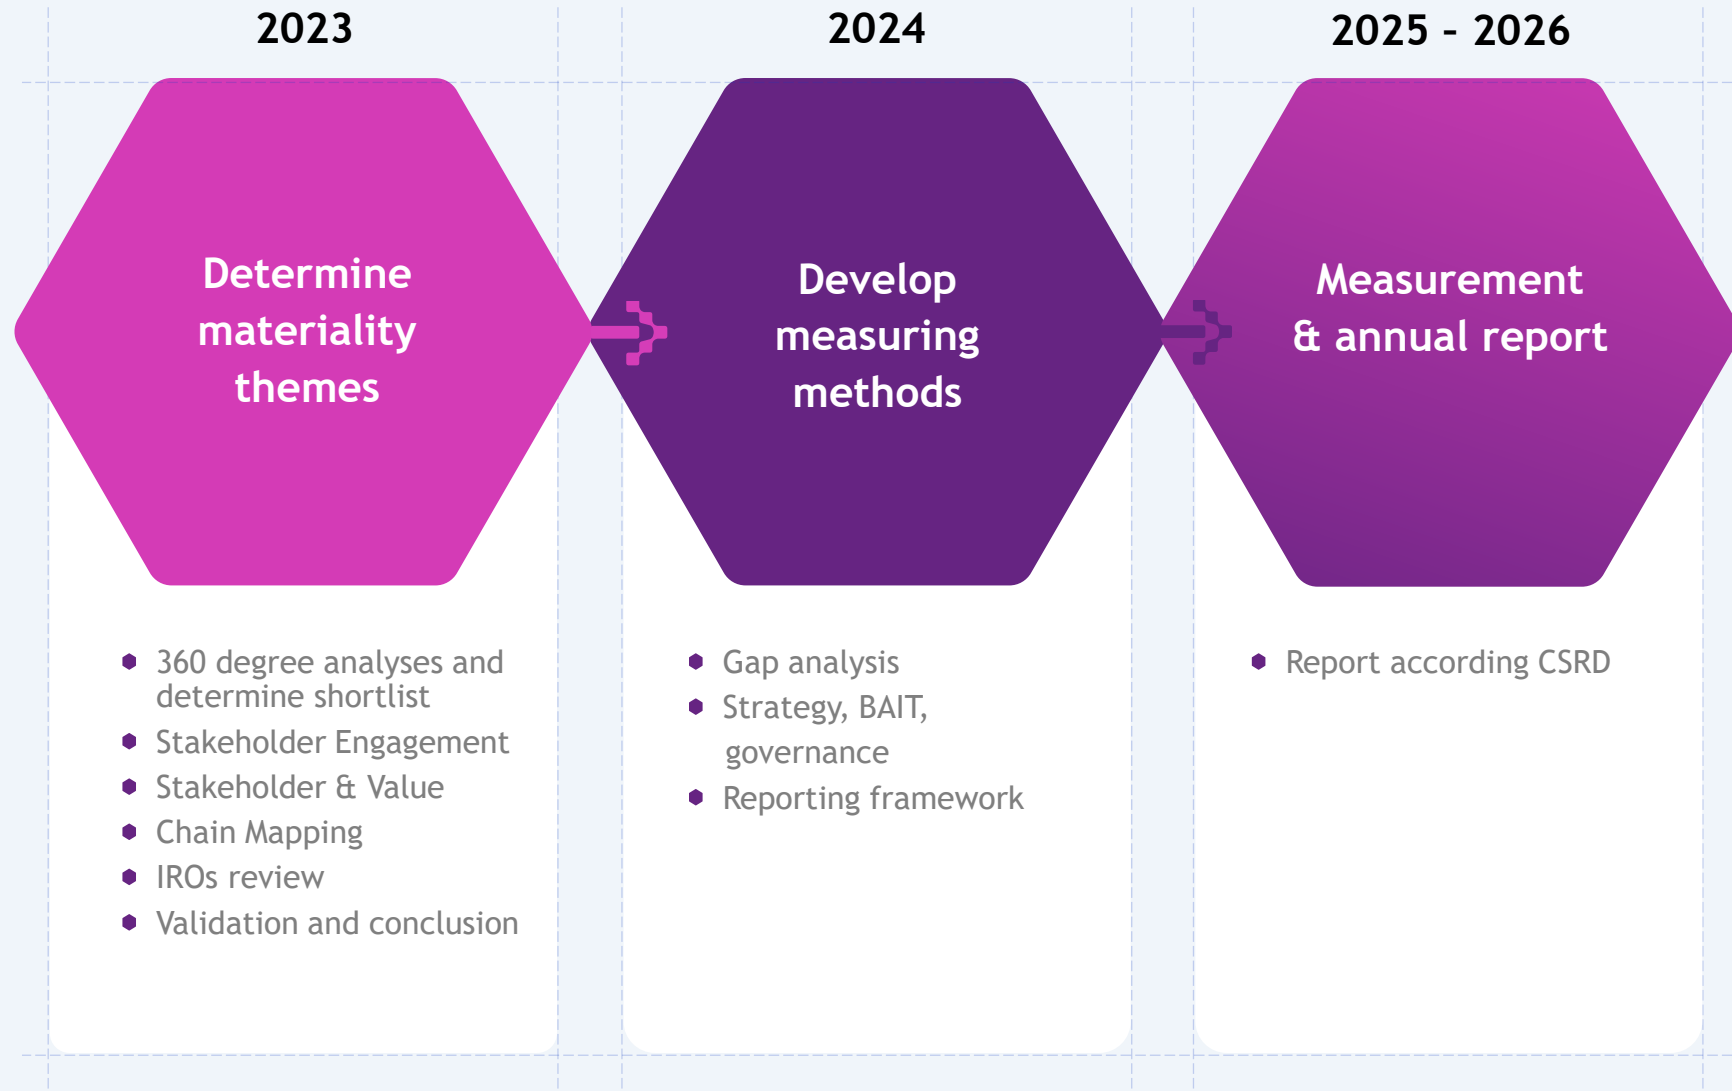 2023
Determine
materiality
themes
360 degree analyses and
determine shortlist
Stakeholder Engagement
Stakeholder & Value
Chain Mapping
IROs review
Validation and conclusion
2024
Develop
measuring
methods
Gap analysis
Strategy, BAIT,
governance
Reporting framework
2025 - 2026
Measurement
& annual report
Report according CSRD